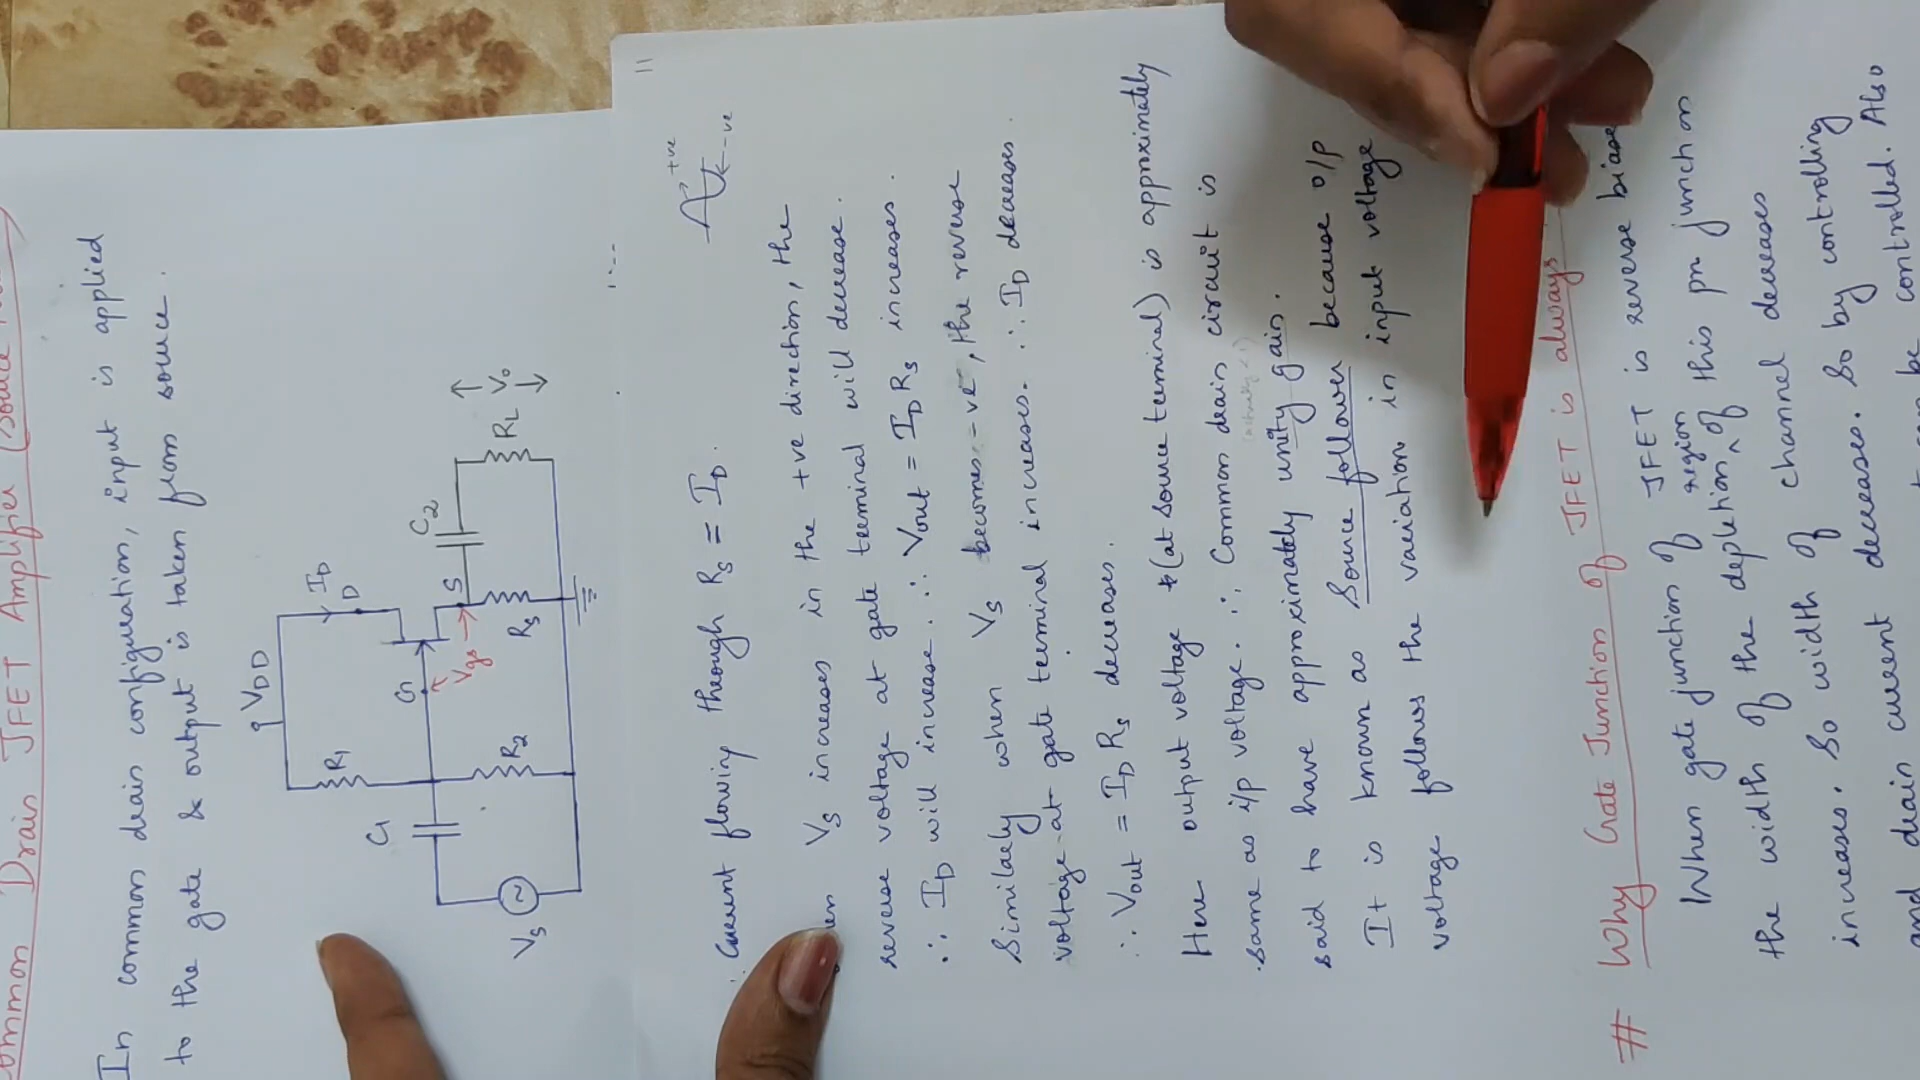 ommon Drain JFET Amplifier (Source
In common drain configuration, input is applied
to the gate & output is taken from source.
VDD
ID
D
R1
C1
G
Vgs
S
C2
RL
Vo
Rs
R2
Vs
11
+ve
-ve
Current flowing through Rs = ID.
Vs increases in the +ve direction, the
reverse voltage at gate terminal will decrease.
∴ ID will increase. ∴ Vout = ID Rs increases.
Similarly when Vs becomes -ve, the reverse
voltage at gate terminal increases. ∴ ID decreases.
∴ Vout = ID Rs decreases.
Here output voltage (at source terminal) is approximately
same as i/p voltage. ∴ Common drain circuit is
said to have approximately unity gain.
It is known as Source follower because o/p
voltage follows the variation in input voltage
# Why Gate Junction of JFET is always reverse biase
When gate junction of JFET is reverse bias
the width of the depletion region of this pn junction
increases. So width of channel decreases
and drain current decreases. So by controlling
be controlled. Also